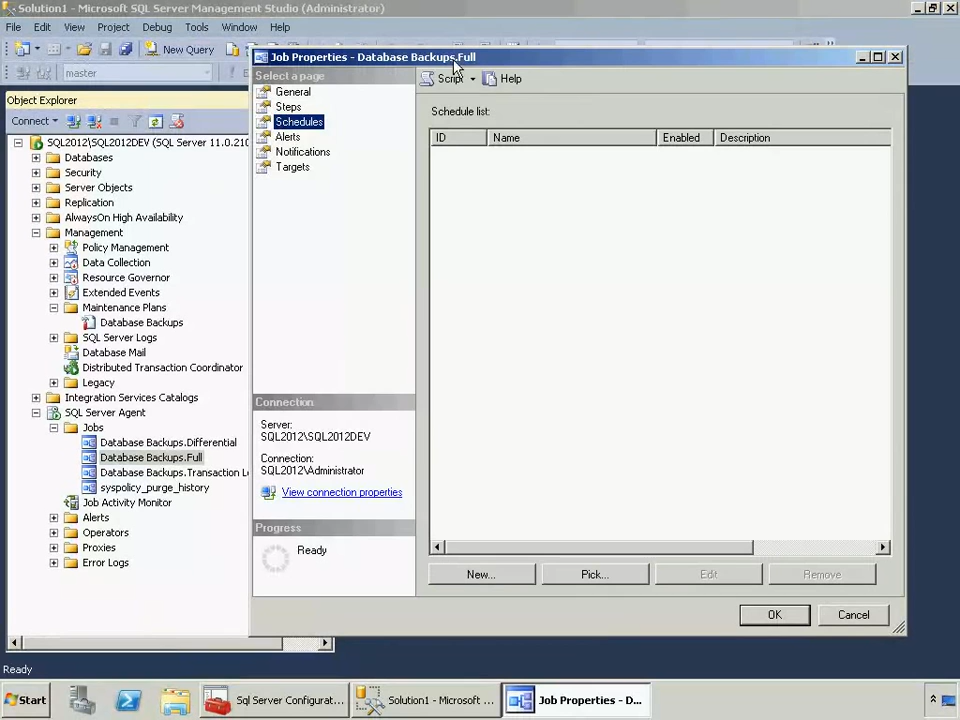 Solution1 - Microsoft SQL Server Management Studio (Administrator)
File Edit View Project Debug Tools Window Help
New Query
master
Object Explorer
Connect
SQL2012\SQL2012DEV (SQL Server 11.0.210
Databases
Security
Server Objects
Replication
AlwaysOn High Availability
Management
Policy Management
Data Collection
Resource Governor
Extended Events
Maintenance Plans
Database Backups
SQL Server Logs
Database Mail
Distributed Transaction Coordinator
Legacy
Integration Services Catalogs
SQL Server Agent
Jobs
Database Backups.Differential
Database Backups.Full
Database Backups.Transaction Lo
syspolicy_purge_history
Job Activity Monitor
Alerts
Operators
Proxies
Error Logs
Job Properties - Database Backups.Full
Select a page
General
Steps
Schedules
Alerts
Notifications
Targets
Connection
Server:
SQL2012\SQL2012DEV
Connection:
SQL2012\Administrator
View connection properties
Progress
Ready
Script Help
Schedule list:
ID Name Enabled Description
New... Pick... Edit Remove
OK Cancel
Ready
Start Sql Server Configurat... Solution1 - Microsoft ... Job Properties - D...